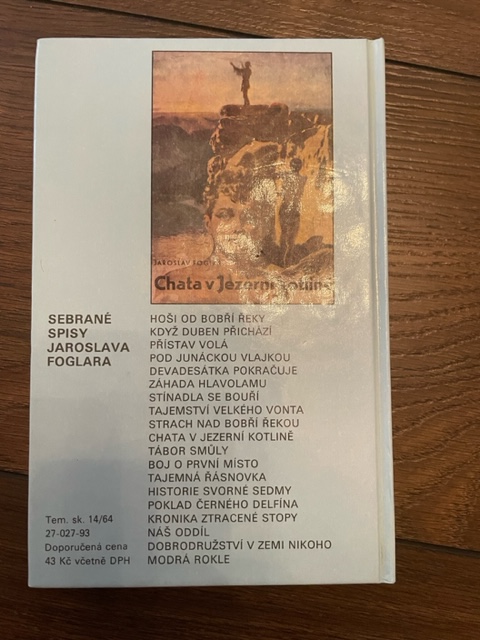 JAROSLAV FOGLAR
Chata v Jezerní kotlině
SEBRANÉ
SPISY
JAROSLAVA
FOGLARA
HOŠI OD BOBŘÍ ŘEKY
KDYŽ DUBEN PŘICHÁZÍ
PŘÍSTAV VOLÁ
POD JUNÁCKOU VLAJKOU
DEVADESÁTKA POKRAČUJE
ZÁHADA HLAVOLAMU
STÍNADLA SE BOUŘÍ
TAJEMSTVÍ VELKÉHO VONTA
STRACH NAD BOBŘÍ ŘEKOU
CHATA V JEZERNÍ KOTLINĚ
TÁBOR SMŮLY
BOJ O PRVNÍ MÍSTO
TAJEMNÁ ŘÁSNOVKA
HISTORIE SVORNÉ SEDMY
POKLAD ČERNÉHO DELFÍNA
KRONIKA ZTRACENÉ STOPY
NÁŠ ODDÍL
DOBRODRUŽSTVÍ V ZEMI NIKOHO
MODRÁ ROKLE
Tem. sk. 14/64
27-027-93
Doporučená cena
43 Kč včetně DPH